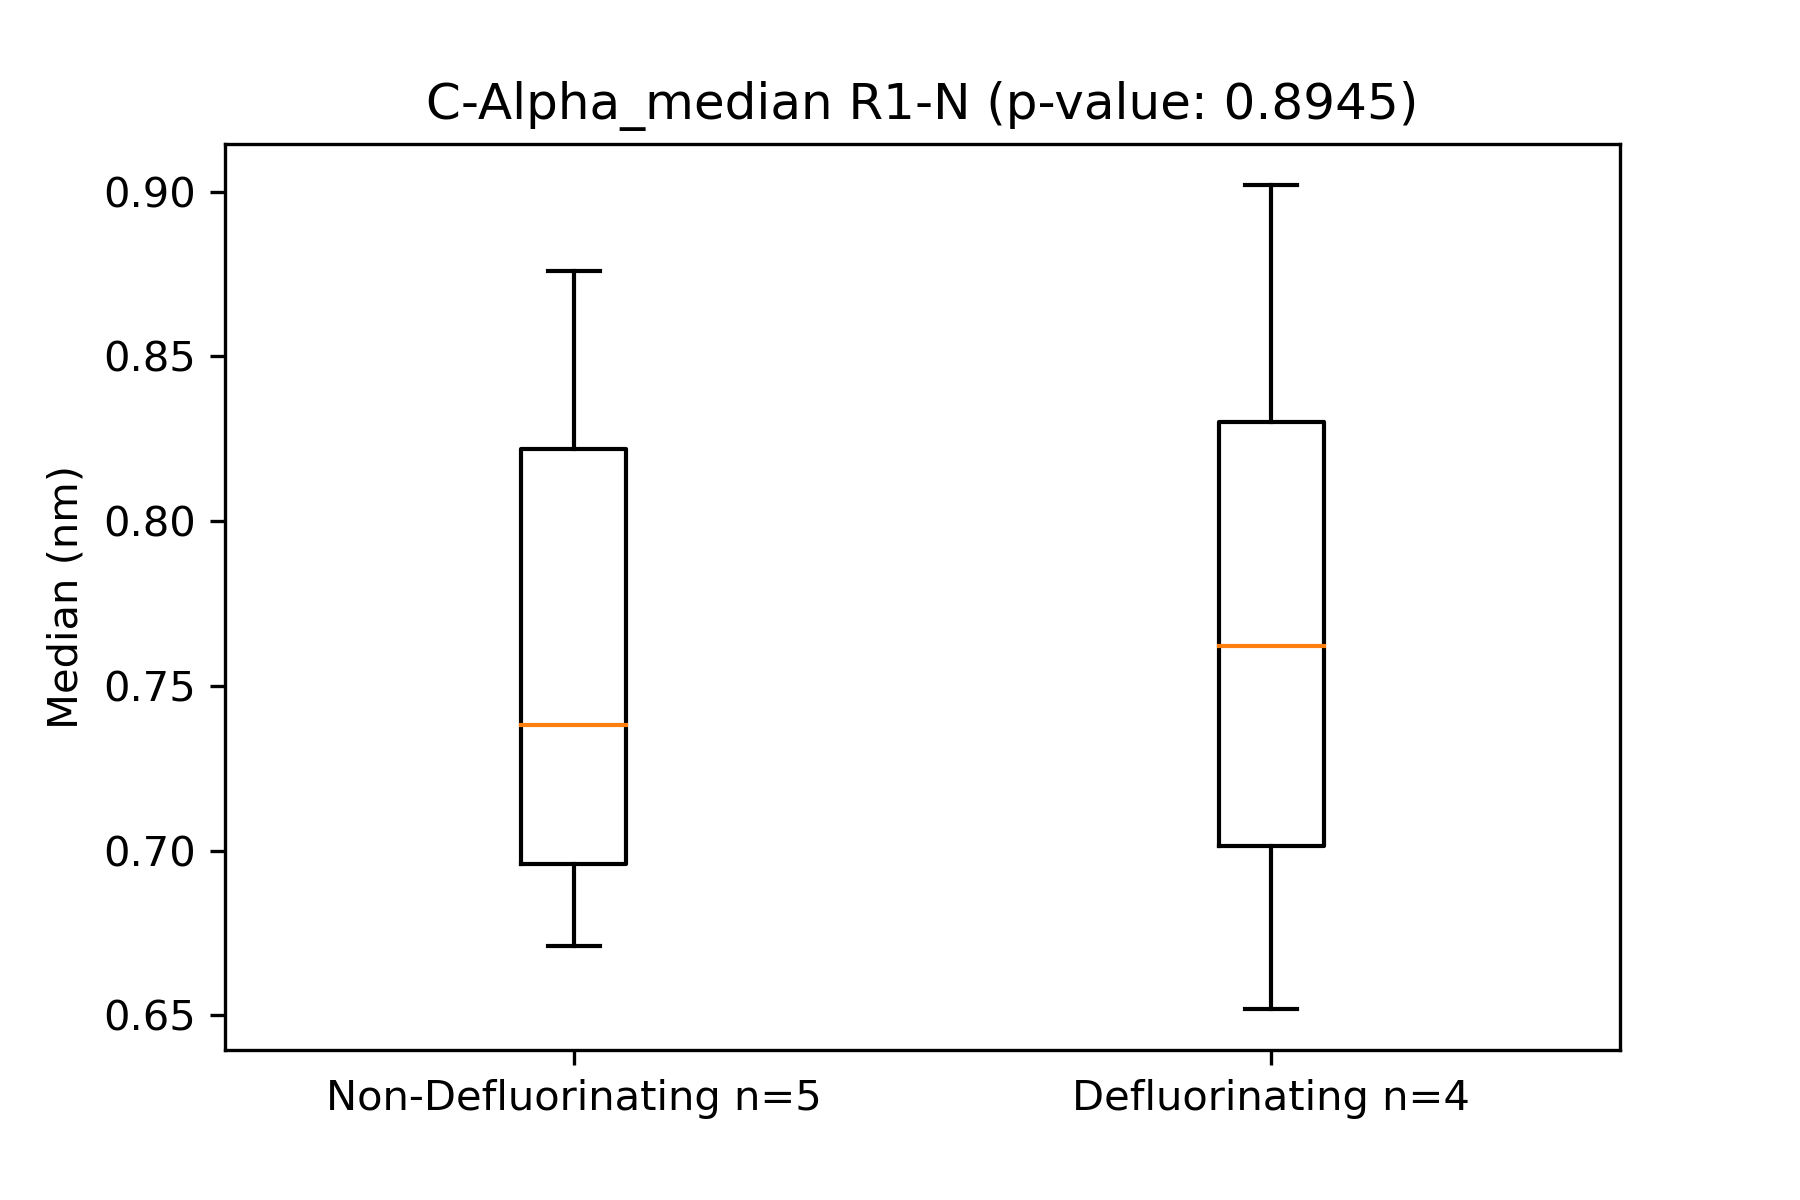 C-Alpha_median R1-N (p-value: 0.8945)
0.90
0.85
0.80
0.75
0.70
0.65
Median (nm)
Non-Defluorinating n=5
Defluorinating n=4